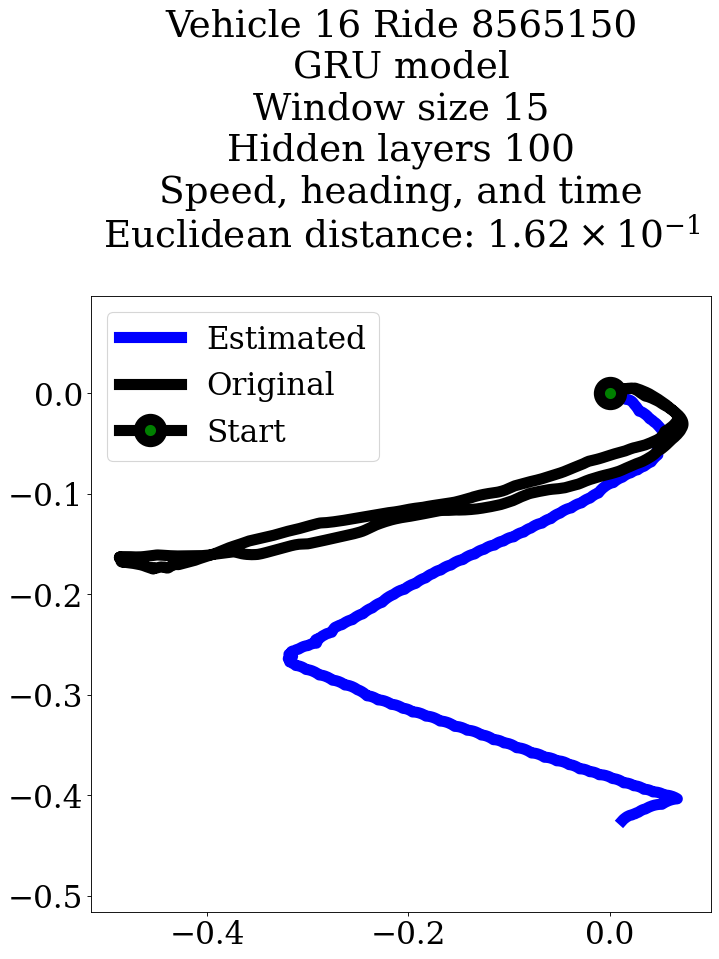 Vehicle 16 Ride 8565150
GRU model
Window size 15
Hidden layers 100
Speed, heading, and time
Euclidean distance: 1.62 × 10⁻¹
Estimated
Original
Start
0.0
−0.1
−0.2
−0.3
−0.4
−0.5
−0.4 −0.2 0.0